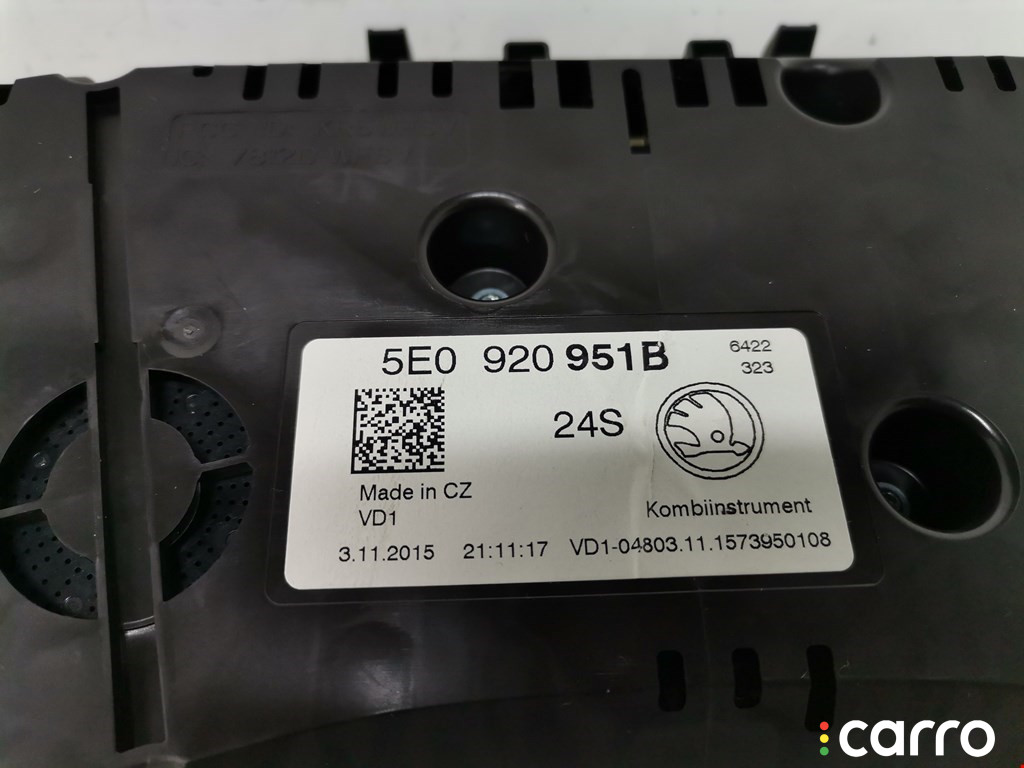 5E0 920 951B
6422
323
24S
Made in CZ
VD1
Kombiinstrument
3.11.2015 21:11:17 VD1-04803.11.1573950108
carro